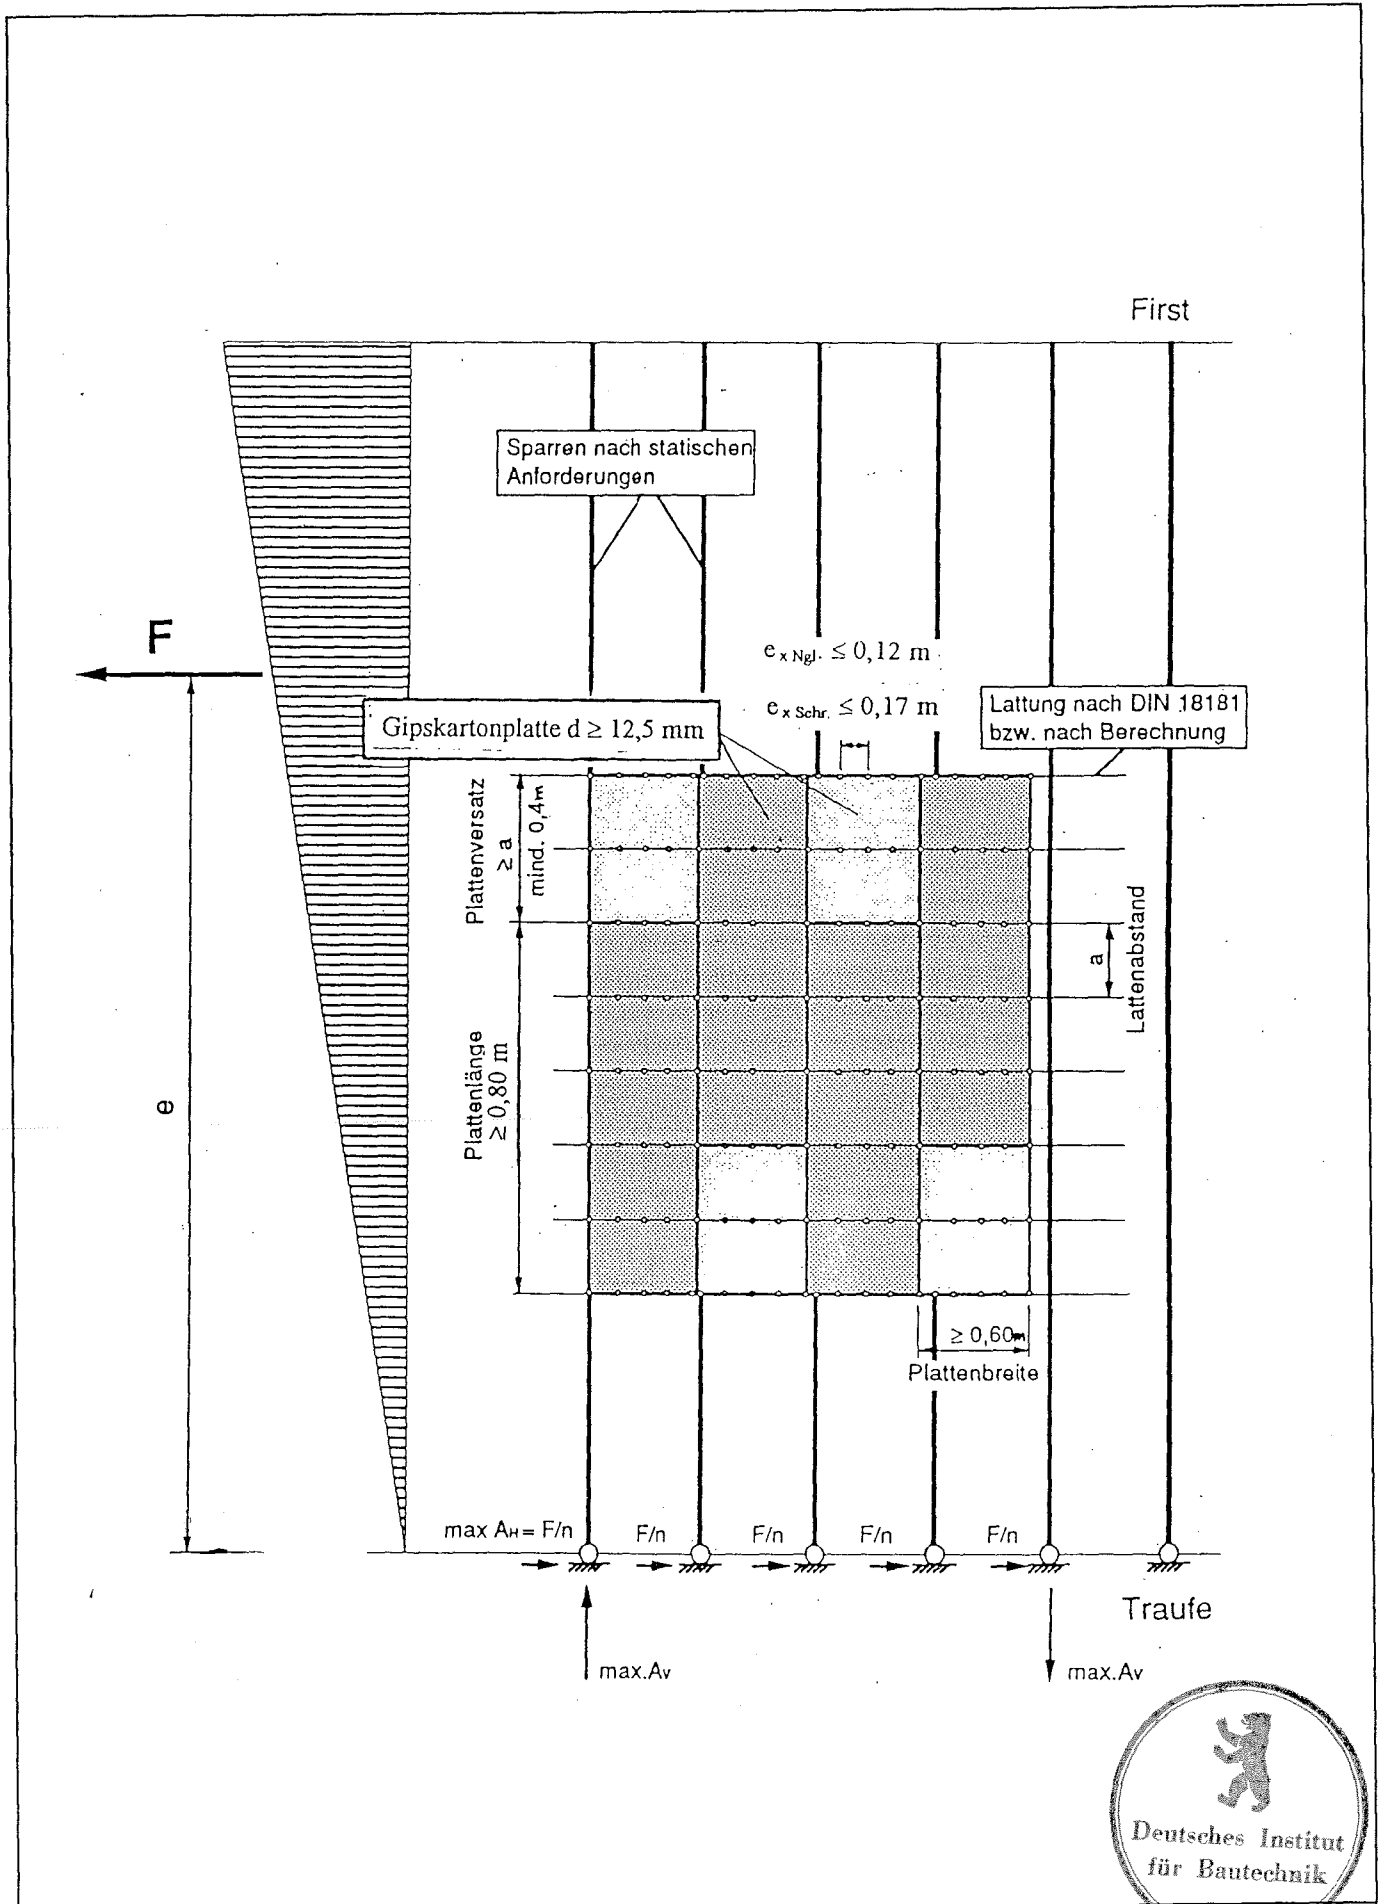 First
Sparren nach statischen
Anforderungen
F
e x Ngl. ≤ 0,12 m
e x Schr. ≤ 0,17 m
Gipskartonplatte d ≥ 12,5 mm
Lattung nach DIN 18181
bzw. nach Berechnung
Plattenversatz
≥ a
mind. 0,4m
a
Lattenabstand
Plattenlänge
≥ 0,80 m
e
≥ 0,60m
Plattenbreite
max AH = F/n
F/n
F/n
F/n
F/n
Traufe
max.Av
max.Av
Deutsches Institut
für Bautechnik